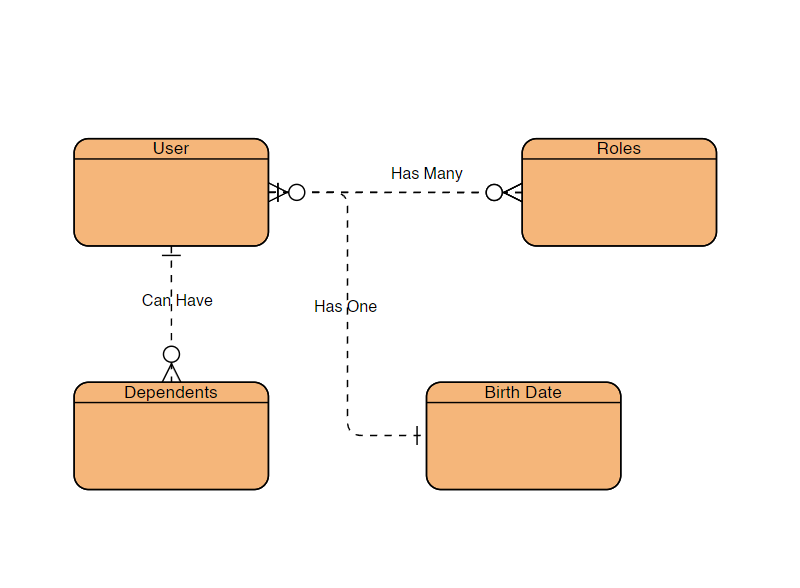 User
Roles
Has Many
Can Have
Has One
Dependents
Birth Date